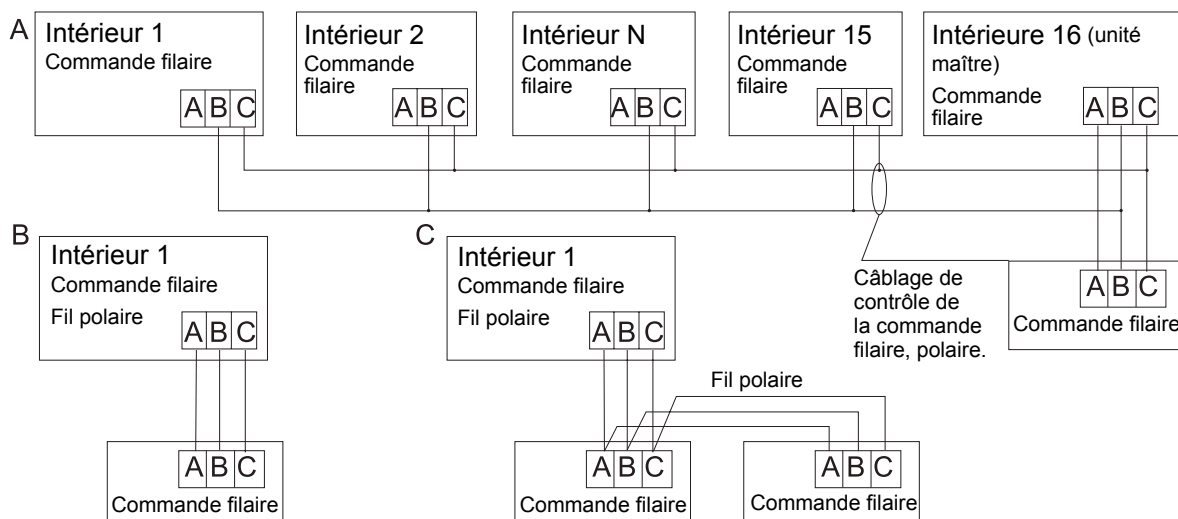 A
Intérieur 1
Commande filaire
A B C
Intérieur 2
Commande
filaire
A B C
Intérieur N
Commande
filaire
A B C
Intérieur 15
Commande
filaire
A B C
Intérieure 16 (unité
maître)
Commande
filaire
A B C
B
Intérieur 1
Commande filaire
Fil polaire
A B C
A B C
Commande filaire
C
Intérieur 1
Commande filaire
Fil polaire
A B C
Fil polaire
A B C
Commande filaire
A B C
Commande filaire
Câblage de
contrôle de
la commande
filaire, polaire.
A B C
Commande filaire